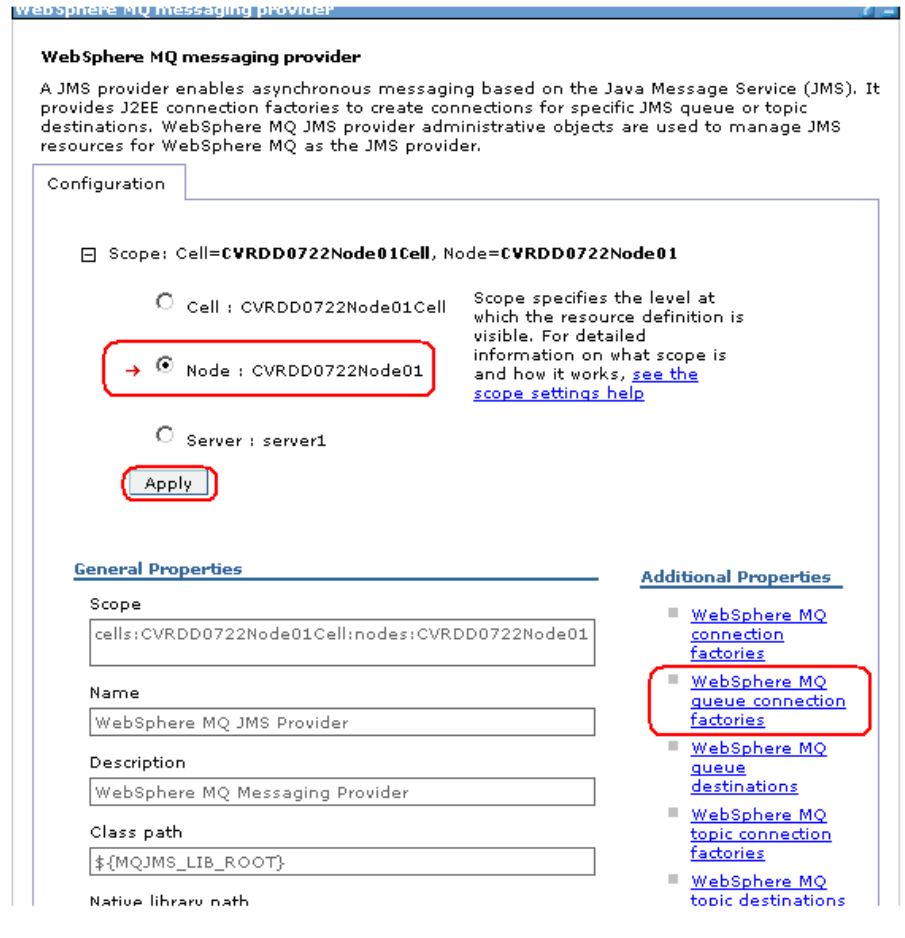 WebSphere MQ messaging provider
WebSphere MQ messaging provider
A JMS provider enables asynchronous messaging based on the Java Message Service (JMS). It
provides J2EE connection factories to create connections for specific JMS queue or topic
destinations. WebSphere MQ JMS provider administrative objects are used to manage JMS
resources for WebSphere MQ as the JMS provider.
Configuration
Scope: Cell=CVRDD0722Node01Cell, Node=CVRDD0722Node01
Cell : CVRDD0722Node01Cell
Node : CVRDD0722Node01
Server : server1
Scope specifies the level at
which the resource definition is
visible. For detailed
information on what scope is
and how it works, see the
scope settings help
Apply
General Properties
Scope
cells:CVRDD0722Node01Cell:nodes:CVRDD0722Node01
Name
WebSphere MQ JMS Provider
Description
WebSphere MQ Messaging Provider
Class path
${MQJMS_LIB_ROOT}
Native library path
Additional Properties
WebSphere MQ
connection
factories
WebSphere MQ
queue connection
factories
WebSphere MQ
queue
destinations
WebSphere MQ
topic connection
factories
WebSphere MQ
topic destinations